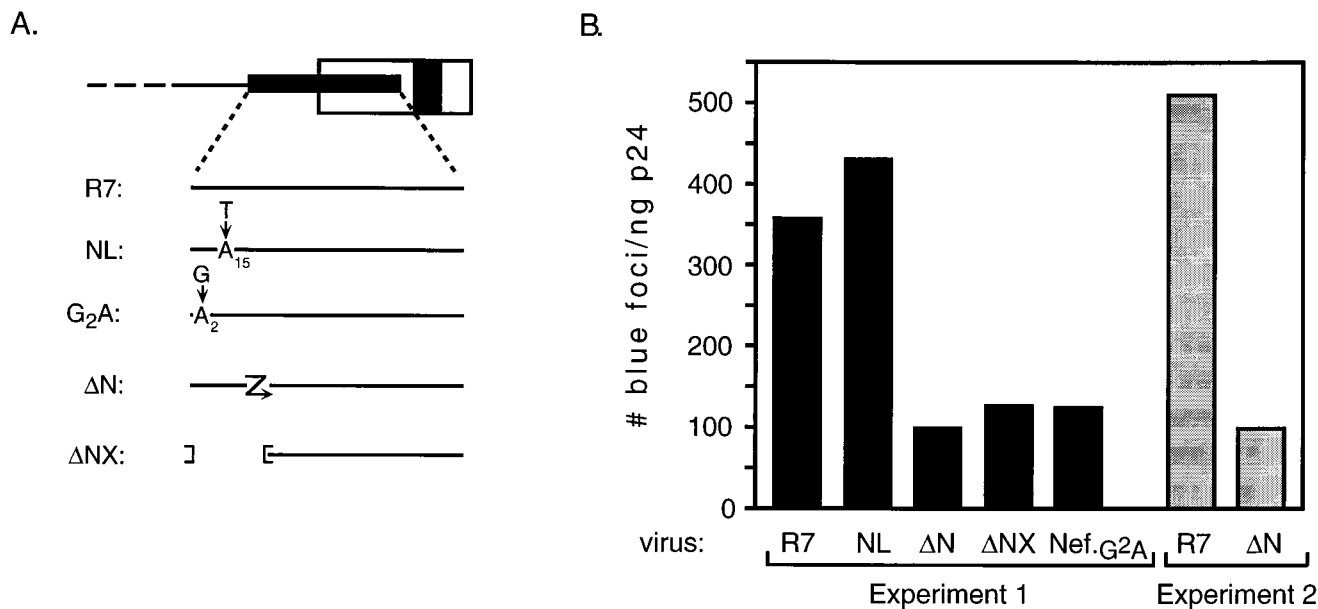 A.
R7:
T
NL:
A15
G
G2A:
A2
ΔN:
ΔNX:
B.
# blue foci/ng p24
500
400
300
200
100
0
virus:
R7 NL ΔN ΔNX Nef.G2A R7 ΔN
Experiment 1 Experiment 2